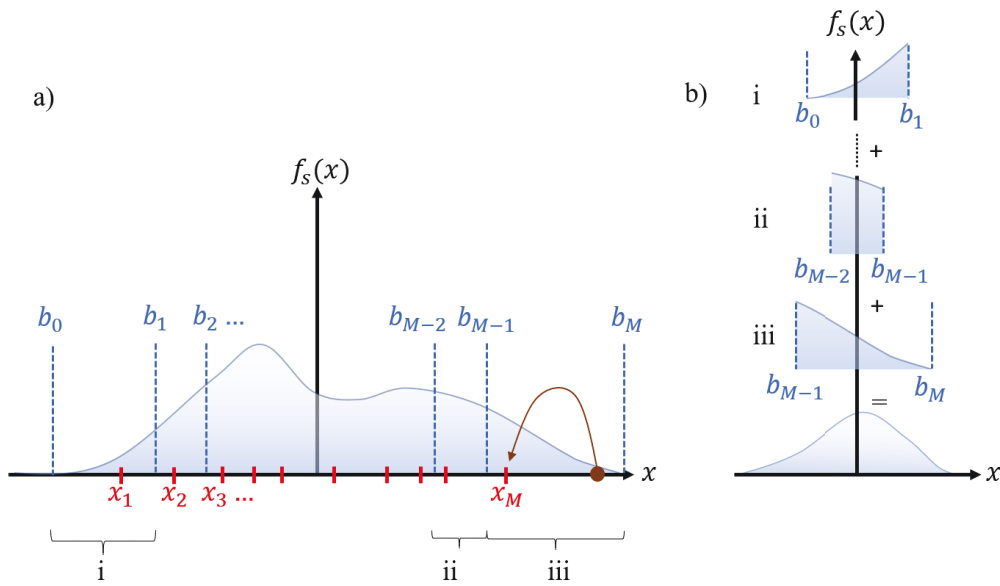 a)
f_s(x)
b_0 b_1 b_2 ... b_{M-2} b_{M-1} b_M
x
x_1 x_2 x_3 ... x_M
i ii iii
b)
f_s(x)
i
b_0 b_1
+
ii
b_{M-2} b_{M-1}
+
iii
b_{M-1} b_M
=
x